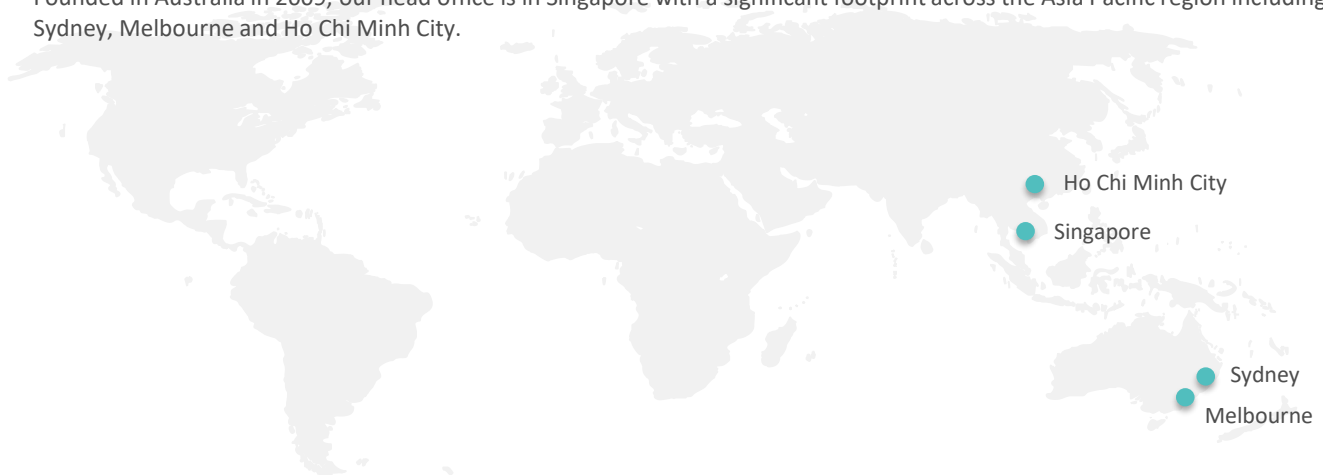 Founded in Australia in 2009, our head office is in Singapore with a significant footprint across the Asia Pacific region including
Sydney, Melbourne and Ho Chi Minh City.
Ho Chi Minh City
Singapore
Sydney
Melbourne